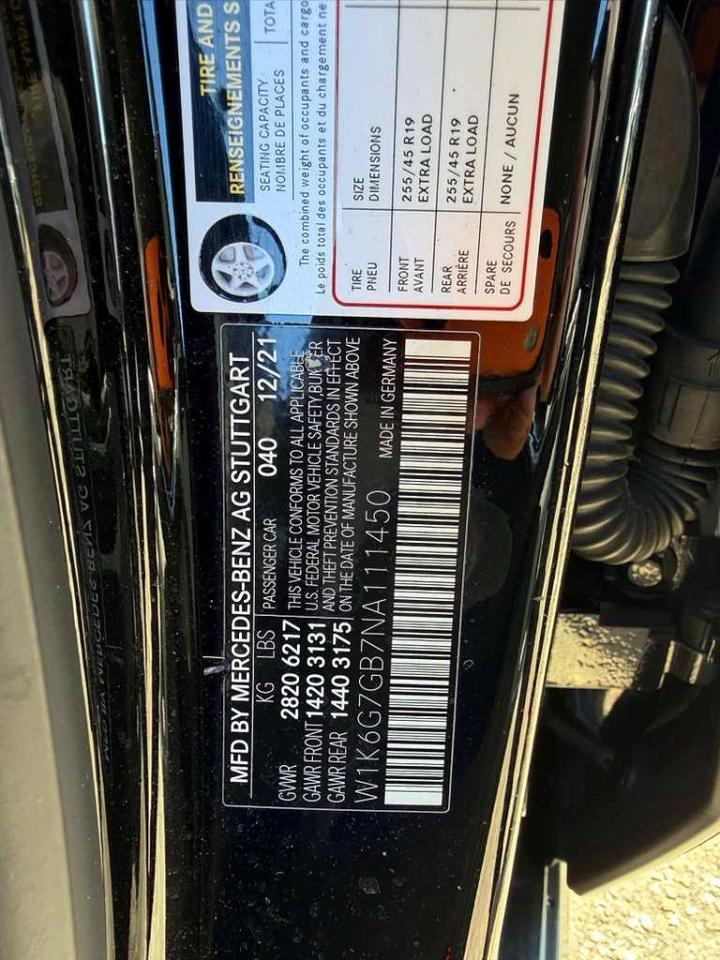 TIRE AND
RENSEIGNEMENTS S
SEATING CAPACITY
NOMBRE DE PLACES
TOTA
The combined weight of occupants and cargo
Le poids total des occupants et du chargement ne
TIRE SIZE
PNEU DIMENSIONS
FRONT 255/45 R19
AVANT EXTRA LOAD
REAR 255/45 R19
ARRIÈRE EXTRA LOAD
SPARE NONE / AUCUN
DE SECOURS
MFD BY MERCEDES-BENZ AG STUTTGART
KG LBS PASSENGER CAR 040 12/21
GVWR 2820 6217 THIS VEHICLE CONFORMS TO ALL APPLICABLE
GAWR FRONT 1420 3131 U.S. FEDERAL MOTOR VEHICLE SAFETY, BUMPER
GAWR REAR 1440 3175 AND THEFT PREVENTION STANDARDS IN EFFECT
ON THE DATE OF MANUFACTURE SHOWN ABOVE
W1K6G7GB7NA111450 MADE IN GERMANY